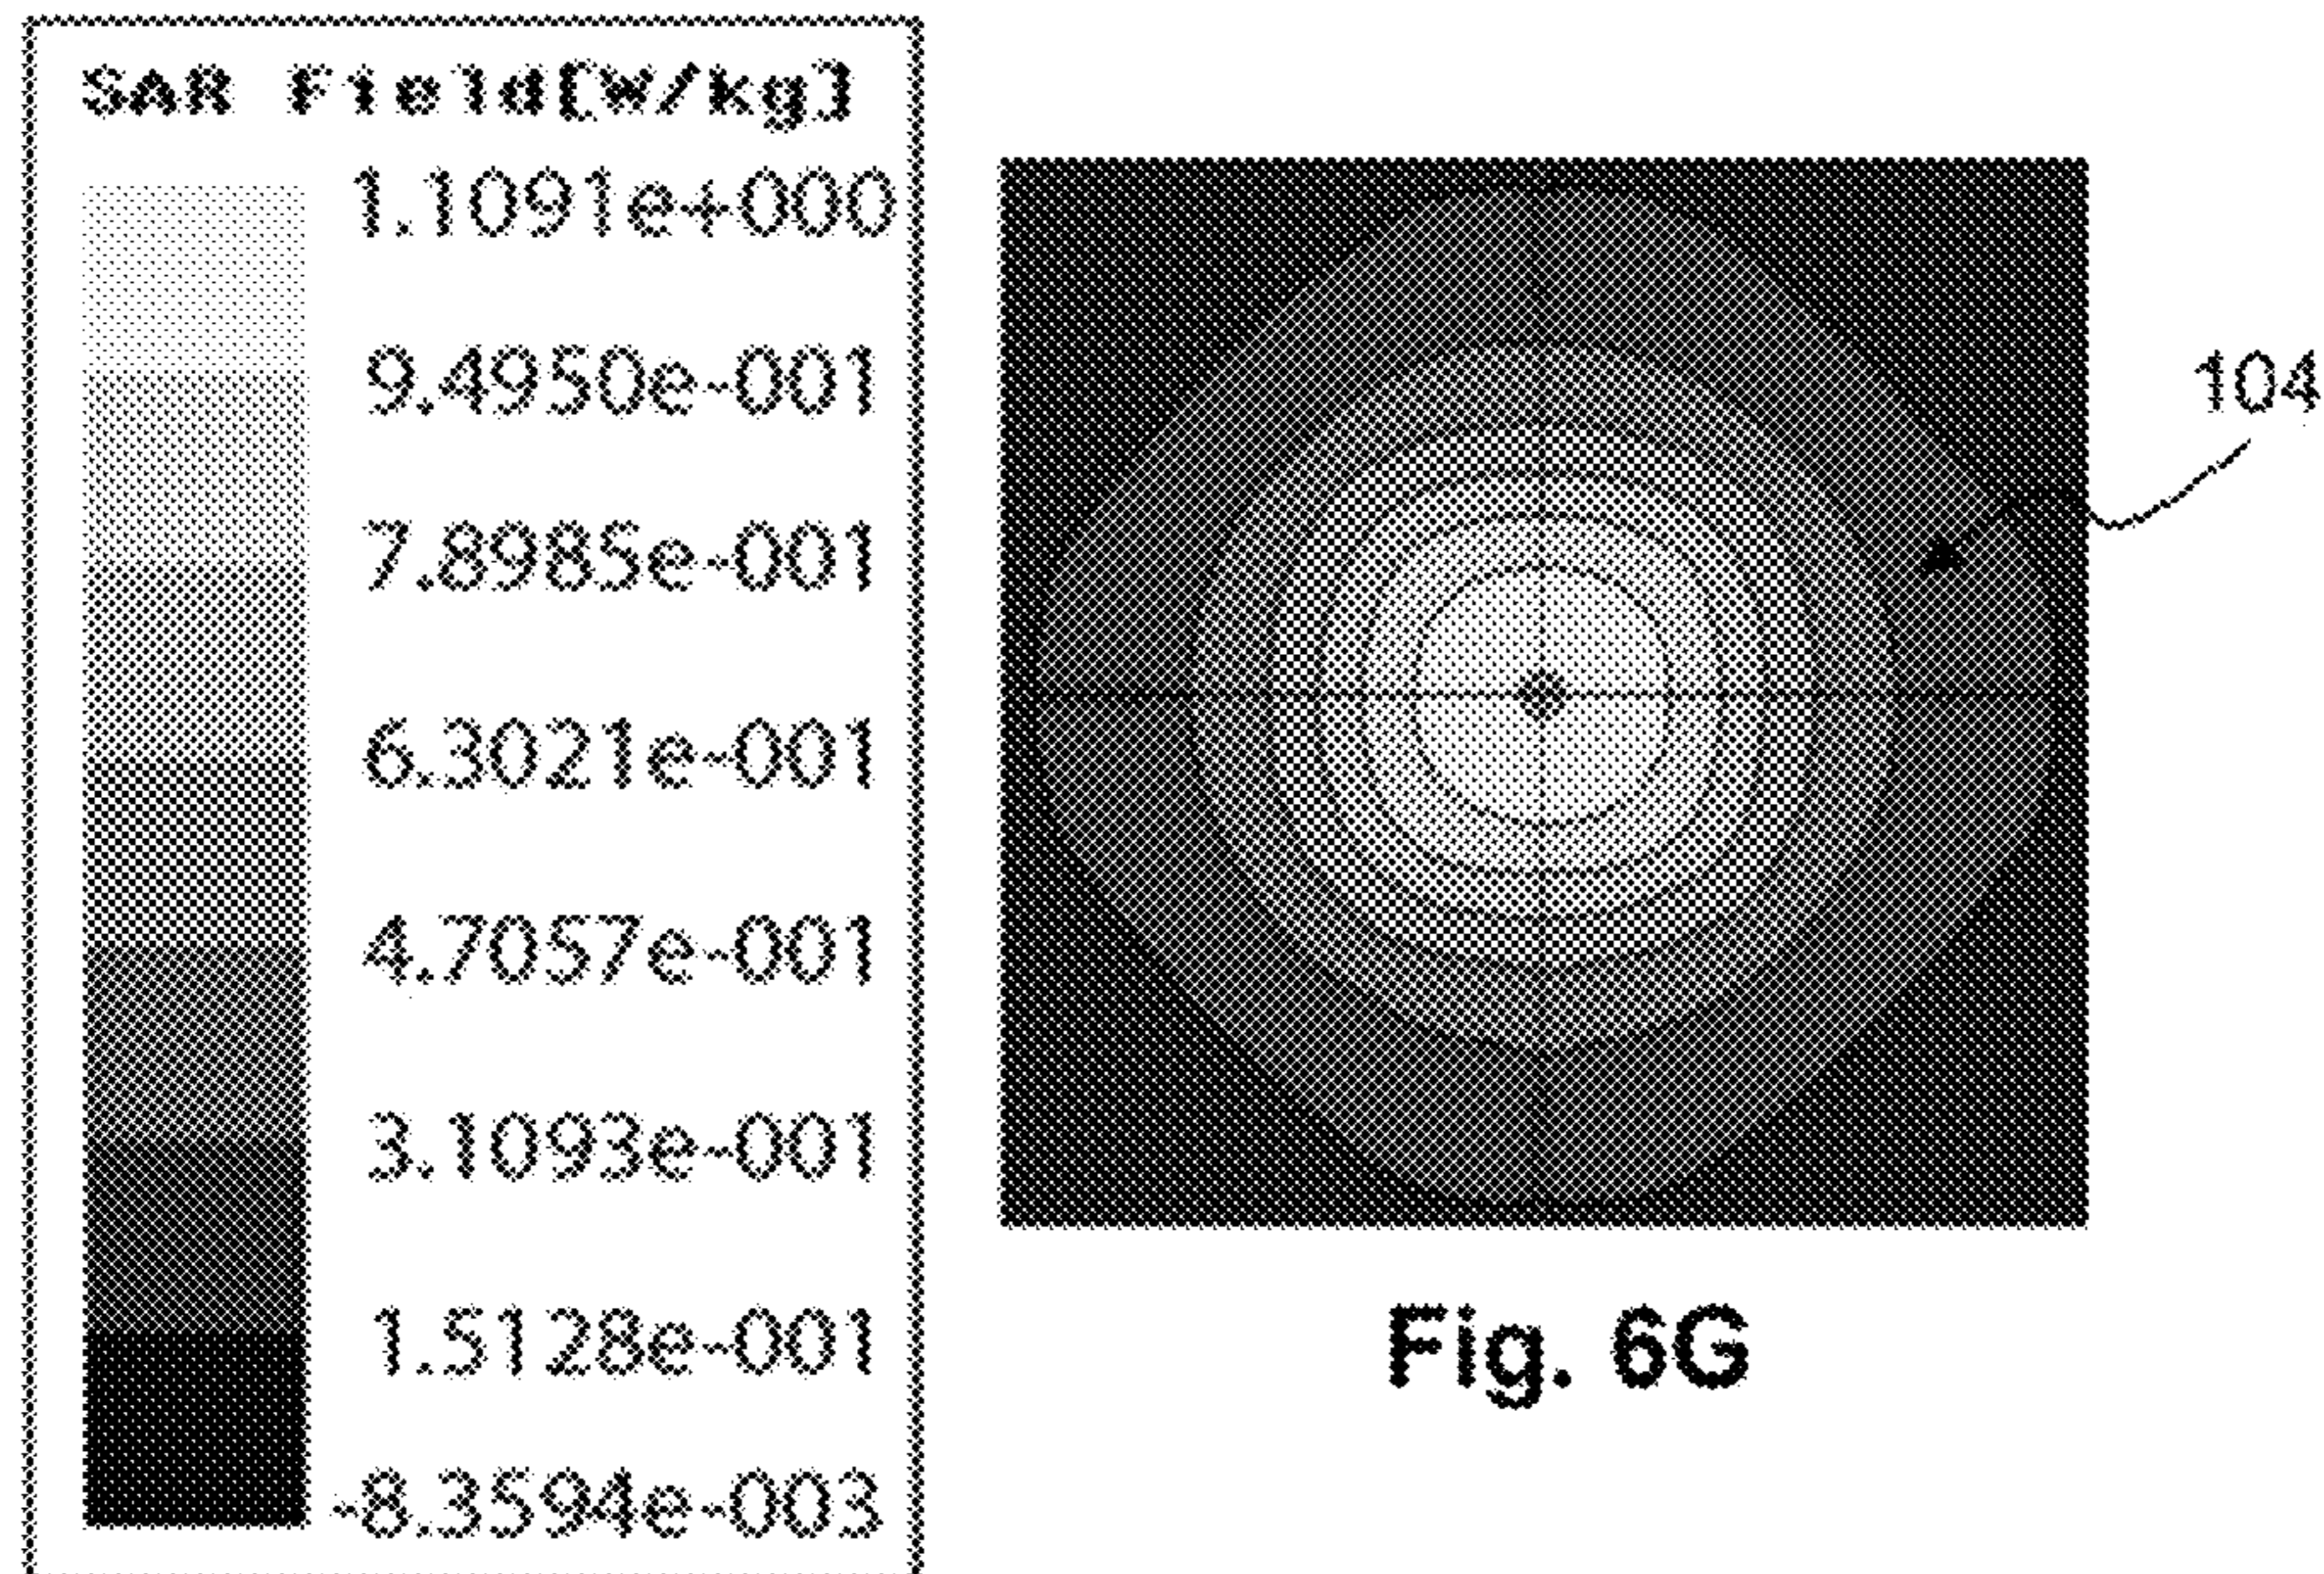 SAR Field[W/kg]
1.1091e+000
9.4950e-001
7.8985e-001
6.3021e-001
4.7057e-001
3.1093e-001
1.5128e-001
-8.3594e-003
104
Fig. 6G